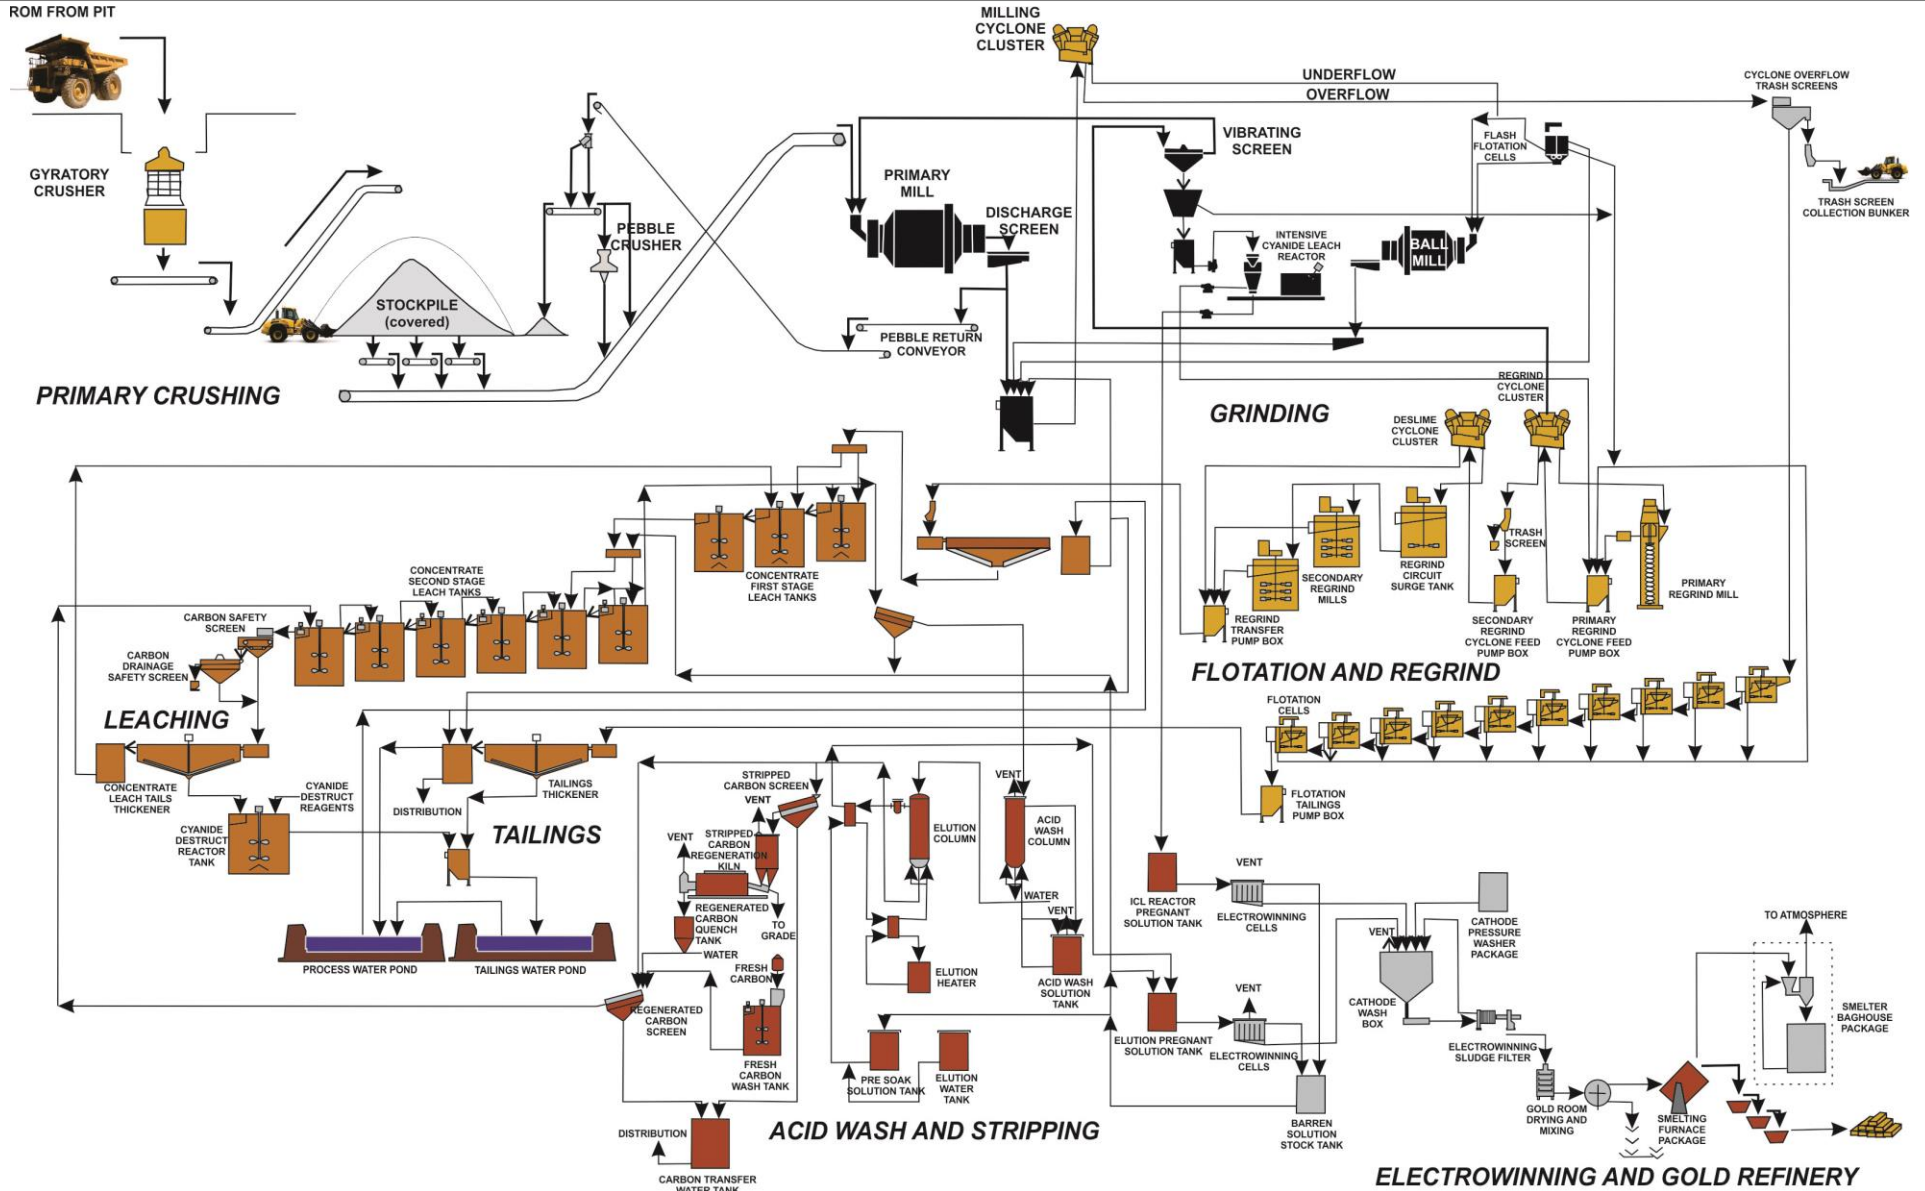 ROM FROM PIT
GYRATORY
CRUSHER
STOCKPILE
(covered)
PRIMARY CRUSHING
PEBBLE
CRUSHER
PRIMARY
MILL
DISCHARGE
SCREEN
PEBBLE RETURN
CONVEYOR
MILLING
CYCLONE
CLUSTER
UNDERFLOW
OVERFLOW
VIBRATING
SCREEN
INTENSIVE
CYANIDE LEACH
REACTOR
FLASH
FLOTATION
CELLS
BALL
MILL
CYCLONE OVERFLOW
TRASH SCREENS
TRASH SCREEN
COLLECTION BUNKER
GRINDING
REGRIND
CYCLONE
CLUSTER
DESLIME
CYCLONE
CLUSTER
TRASH
SCREEN
PRIMARY
REGRIND MILL
REGRIND
CIRCUIT
SURGE TANK
SECONDARY
REGRIND
MILLS
REGRIND
TRANSFER
PUMP BOX
SECONDARY
REGRIND
CYCLONE FEED
PUMP BOX
PRIMARY
REGRIND
CYCLONE FEED
PUMP BOX
FLOTATION AND REGRIND
FLOTATION
CELLS
FLOTATION
TAILINGS
PUMP BOX
CONCENTRATE
FIRST STAGE
LEACH TANKS
CONCENTRATE
SECOND STAGE
LEACH TANKS
CARBON SAFETY
SCREEN
CARBON
DRAINAGE
SAFETY SCREEN
LEACHING
CONCENTRATE
LEACH TAILS
THICKENER
CYANIDE
DESTRUCT
REAGENTS
CYANIDE
DESTRUCT
REACTOR
TANK
DISTRIBUTION
TAILINGS
THICKENER
TAILINGS
PROCESS WATER POND
TAILINGS WATER POND
STRIPPED
CARBON SCREEN
VENT
VENT
STRIPPED
CARBON
REGENERATION
KILN
REGENERATED
CARBON
QUENCH
TANK
TO
GRADE
WATER
FRESH
CARBON
REGENERATED
CARBON
SCREEN
FRESH
CARBON
WASH TANK
DISTRIBUTION
CARBON TRANSFER
WATER TANK
ELUTION
COLUMN
ELUTION
HEATER
PRE SOAK
SOLUTION TANK
ELUTION
WATER
TANK
VENT
ACID
WASH
COLUMN
WATER
VENT
ACID WASH
SOLUTION
TANK
ACID WASH AND STRIPPING
ICL REACTOR
PREGNANT
SOLUTION TANK
VENT
ELECTROWINNING
CELLS
ELUTION PREGNANT
SOLUTION TANK
VENT
ELECTROWINNING
CELLS
BARREN
SOLUTION
STOCK TANK
VENT
CATHODE
WASH
BOX
CATHODE
PRESSURE
WASHER
PACKAGE
ELECTROWINNING
SLUDGE FILTER
GOLD ROOM
DRYING AND
MIXING
SMELTING
FURNACE
PACKAGE
TO ATMOSPHERE
SMELTER
BAGHOUSE
PACKAGE
ELECTROWINNING AND GOLD REFINERY